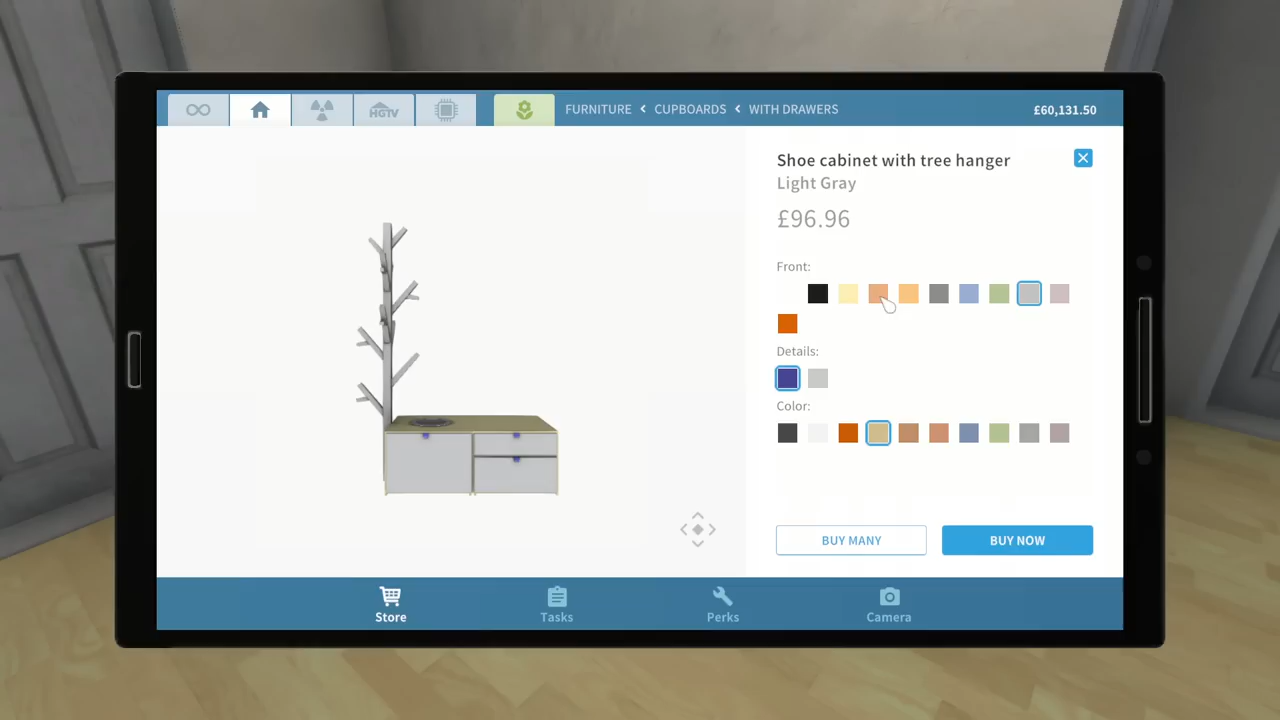 HGTV
FURNITURE < CUPBOARDS < WITH DRAWERS
£60,131.50
Shoe cabinet with tree hanger
Light Gray
£96.96
Front:
Details:
Color:
BUY MANY
BUY NOW
Store
Tasks
Perks
Camera